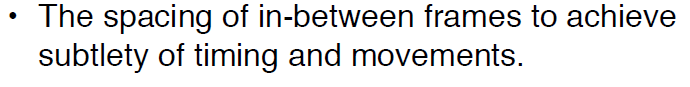 • The spacing of in-between frames to achieve
subtlety of timing and movements.